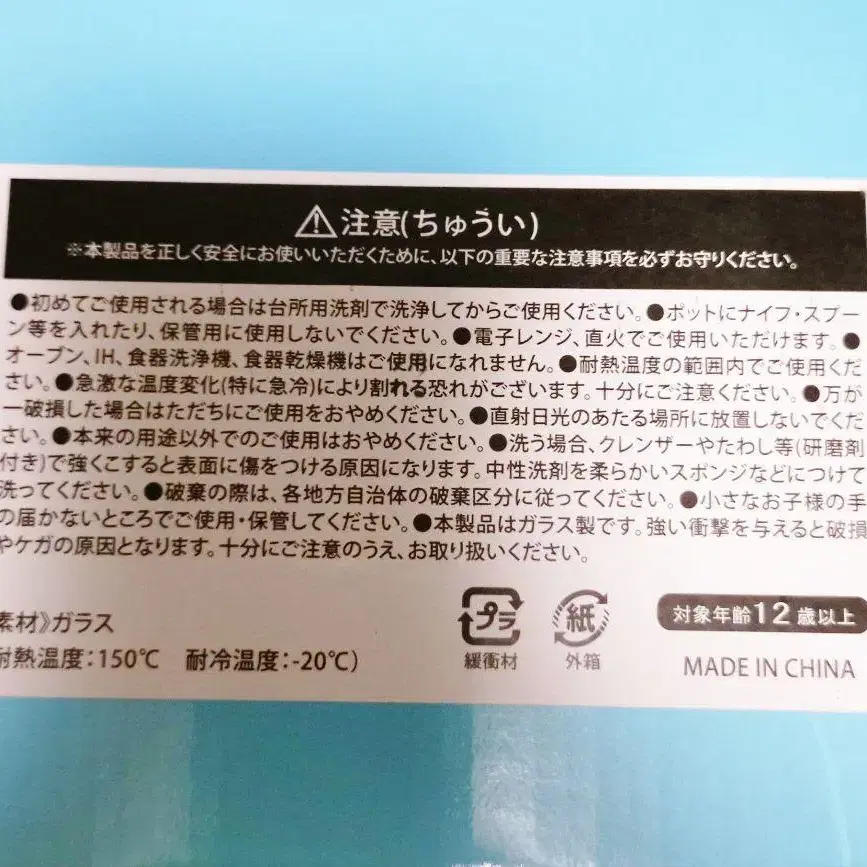 ⚠注意(ちゅうい)
※本製品を正しく安全にお使いいただくために、以下の重要な注意事項を必ずお守りください。
●初めてご使用される場合は台所用洗剤で洗浄してからご使用ください。●ポットにナイフ・スプー
ン等を入れたり、保管用に使用しないでください。●電子レンジ、直火でご使用いただけます。●
オーブン、IH、食器洗浄機、食器乾燥機はご使用になれません。●耐熱温度の範囲内でご使用くだ
さい。●急激な温度変化(特に急冷)により割れる恐れがございます。十分にご注意ください。●万が
一破損した場合はただちにご使用をおやめください。●直射日光のあたる場所に放置しないでくだ
さい。●本来の用途以外でのご使用はおやめください。●洗う場合、クレンザーやたわし等(研磨剤
付き)で強くこすると表面に傷をつける原因になります。中性洗剤を柔らかいスポンジなどにつけて
洗ってください。●破棄の際は、各地方自治体の破棄区分に従ってください。●小さなお子様の手
の届かないところでご使用・保管してください。●本製品はガラス製です。強い衝撃を与えると破損
やケガの原因となります。十分にご注意のうえ、お取り扱いください。
素材》ガラス
耐熱温度:150℃ 耐冷温度:-20℃)
プラ
緩衝材
紙
外箱
対象年齢12歳以上
MADE IN CHINA